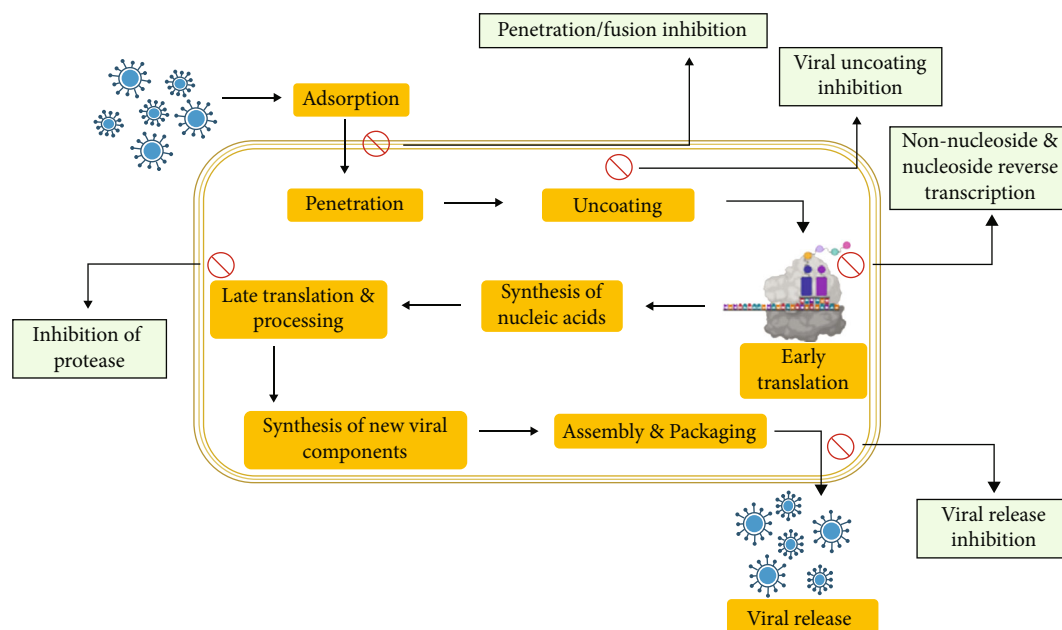 Penetration/fusion inhibition
Viral uncoating
inhibition
Adsorption
Non-nucleoside &
nucleoside reverse
transcription
Penetration
Uncoating
Late translation &
processing
Synthesis of
nucleic acids
Inhibition of
protease
Early
translation
Synthesis of new viral
components
Assembly & Packaging
Viral release
inhibition
Viral release